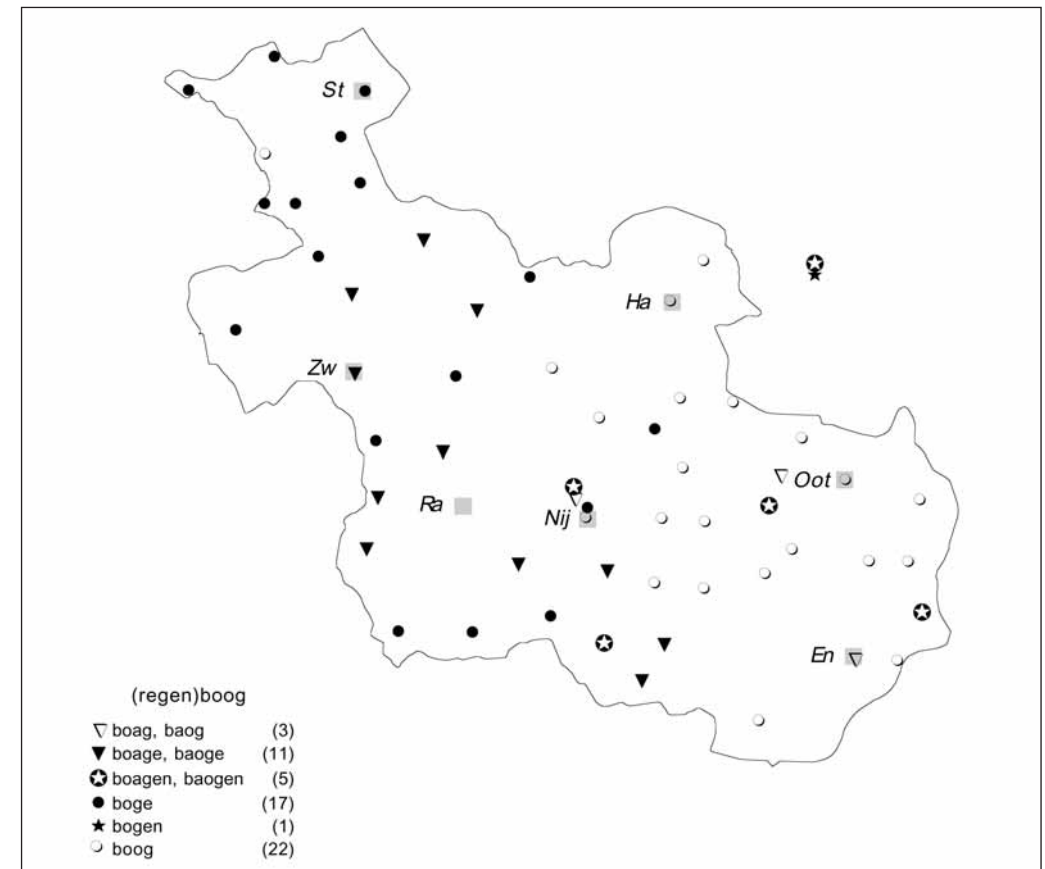 St
Ha
Zw
Oot
Ra
Nij
En
(regen)boog
boag, baog (3)
boage, baoge (11)
boagen, baogen (5)
boge (17)
bogen (1)
boog (22)